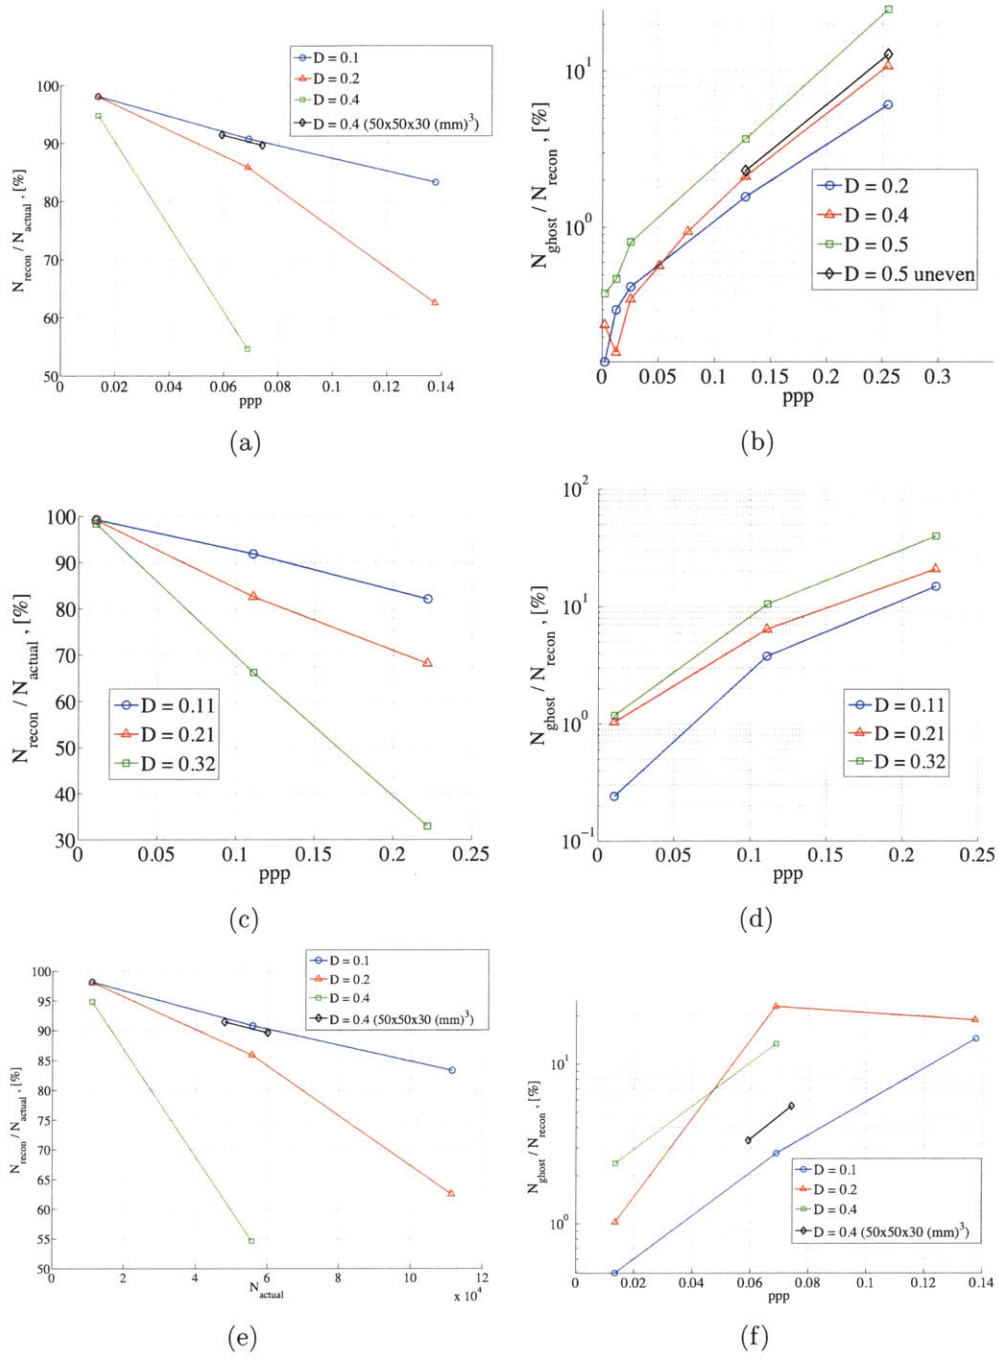 D = 0.1
D = 0.2
D = 0.4
D = 0.4 (50x50x30 (mm)³)
100
90
80
70
60
50
N_recon / N_actual , [%]
0 0.02 0.04 0.06 0.08 0.1 0.12 0.14
ppp
(a)
10¹
10⁰
N_ghost / N_recon , [%]
D = 0.2
D = 0.4
D = 0.5
D = 0.5 uneven
0 0.05 0.1 0.15 0.2 0.25 0.3
ppp
(b)
100
90
80
70
60
50
40
30
N_recon / N_actual , [%]
D = 0.11
D = 0.21
D = 0.32
0 0.05 0.1 0.15 0.2 0.25
ppp
(c)
10²
10¹
10⁰
10⁻¹
N_ghost / N_recon , [%]
D = 0.11
D = 0.21
D = 0.32
0 0.05 0.1 0.15 0.2 0.25
ppp
(d)
D = 0.1
D = 0.2
D = 0.4
D = 0.4 (50x50x30 (mm)³)
100
95
90
85
80
75
70
65
60
55
50
N_recon / N_actual , [%]
0 2 4 6 8 10 12
N_actual
x 10⁴
(e)
10¹
10⁰
N_ghost / N_recon , [%]
D = 0.1
D = 0.2
D = 0.4
D = 0.4 (50x50x30 (mm)³)
0 0.02 0.04 0.06 0.08 0.1 0.12 0.14
ppp
(f)